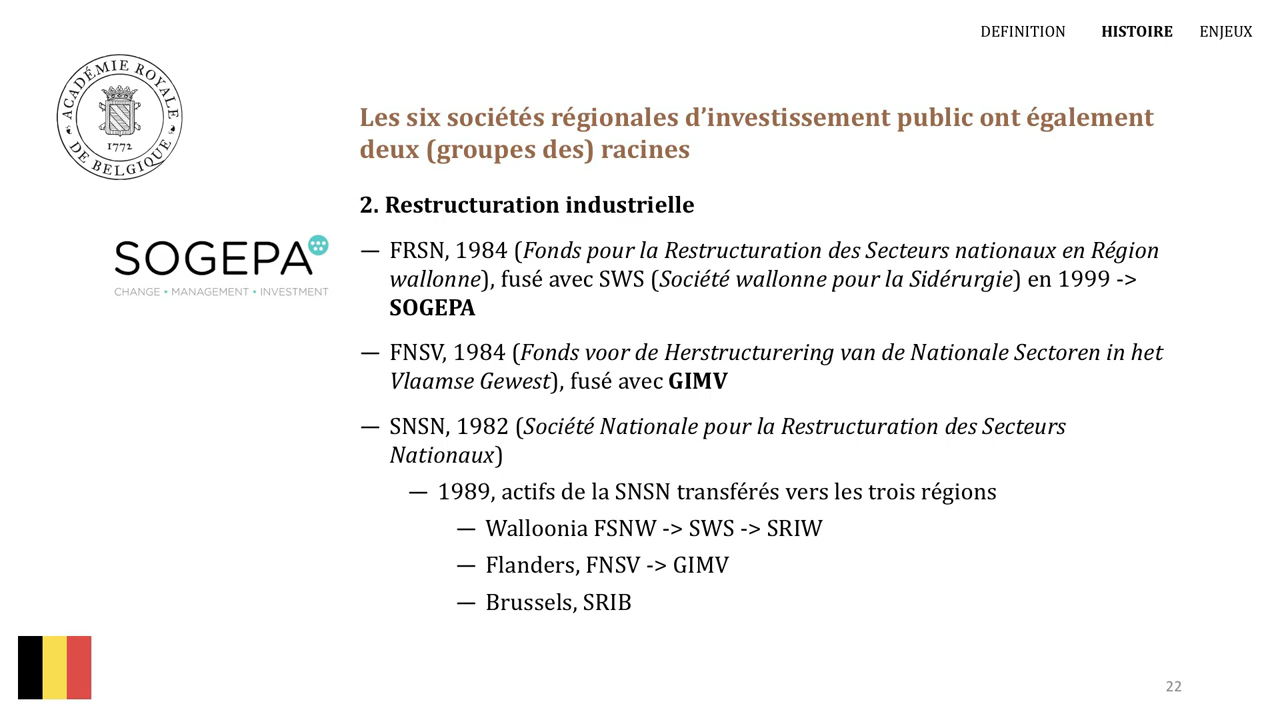 DEFINITION HISTOIRE ENJEUX
ACADÉMIE ROYALE
DE BELGIQUE
1772
Les six sociétés régionales d’investissement public ont également
deux (groupes des) racines
2. Restructuration industrielle
SOGEPA
CHANGE • MANAGEMENT • INVESTMENT
— FRSN, 1984 (Fonds pour la Restructuration des Secteurs nationaux en Région
wallonne), fusé avec SWS (Société wallonne pour la Sidérurgie) en 1999 ->
SOGEPA
— FNSV, 1984 (Fonds voor de Herstructurering van de Nationale Sectoren in het
Vlaamse Gewest), fusé avec GIMV
— SNSN, 1982 (Société Nationale pour la Restructuration des Secteurs
Nationaux)
— 1989, actifs de la SNSN transférés vers les trois régions
— Walloonia FSNW -> SWS -> SRIW
— Flanders, FNSV -> GIMV
— Brussels, SRIB
22